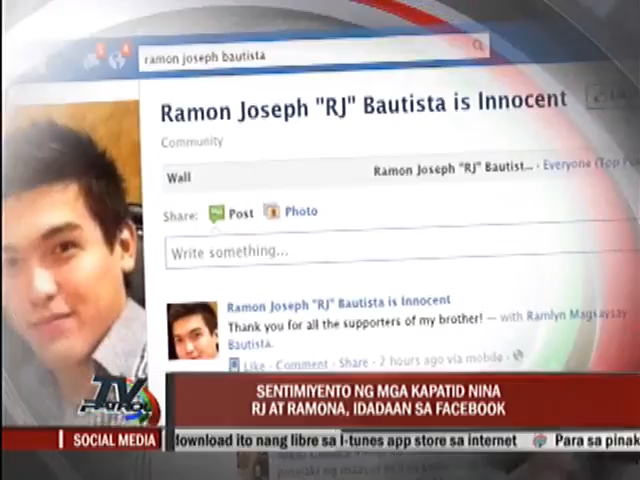 ramon joseph bautista
Ramon Joseph "RJ" Bautista is Innocent
Community
Wall
Ramon Joseph "RJ" Bautist... · Everyone (Top
Share: Post Photo
Write something...
Ramon Joseph "RJ" Bautista is Innocent
Thank you for all the supporters of my brother! — with Ramlyn Magsaysay
Bautista.
Like · Comment · Share · 2 hours ago via mobile ·
SENTIMIYENTO NG MGA KAPATID NINA
RJ AT RAMONA, IDADAAN SA FACEBOOK
TV
PATROL
SOCIAL MEDIA
download ito nang libre sa I-tunes app store sa internet Para sa pinak